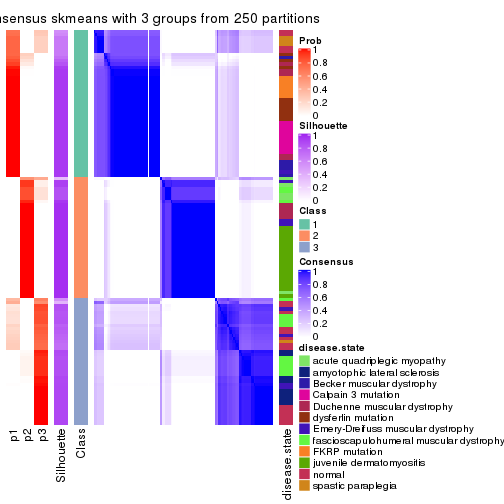 nsensus skmeans with 3 groups from 250 partitions
Prob
1
0.8
0.6
0.4
0.2
0
Silhouette
1
0.8
0.6
0.4
0.2
0
Class
1
2
3
Consensus
1
0.8
0.6
0.4
0.2
0
disease.state
acute quadriplegic myopathy
amyotophic lateral sclerosis
Becker muscular dystrophy
Calpain 3 mutation
Duchenne muscular dystrophy
dysferlin mutation
Emery-Dreifuss muscular dystrophy
fascioscapulohumeral muscular dystrophy
FKRP mutation
juvenile dermatomyositis
normal
spastic paraplegia
p1
p2
p3
Silhouette
Class
disease.state